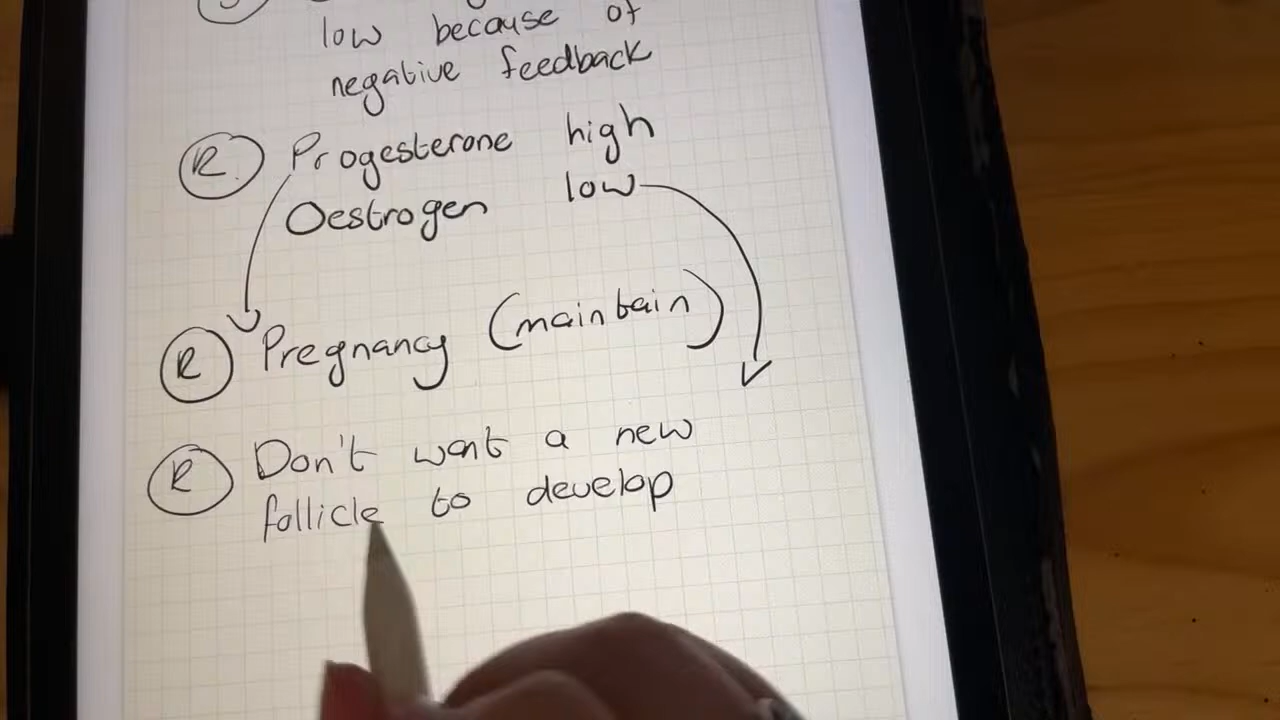 low because of
negative feedback
R Progesterone high
Oestrogen low
R Pregnancy (maintain)
R Don't want a new
follicle to develop